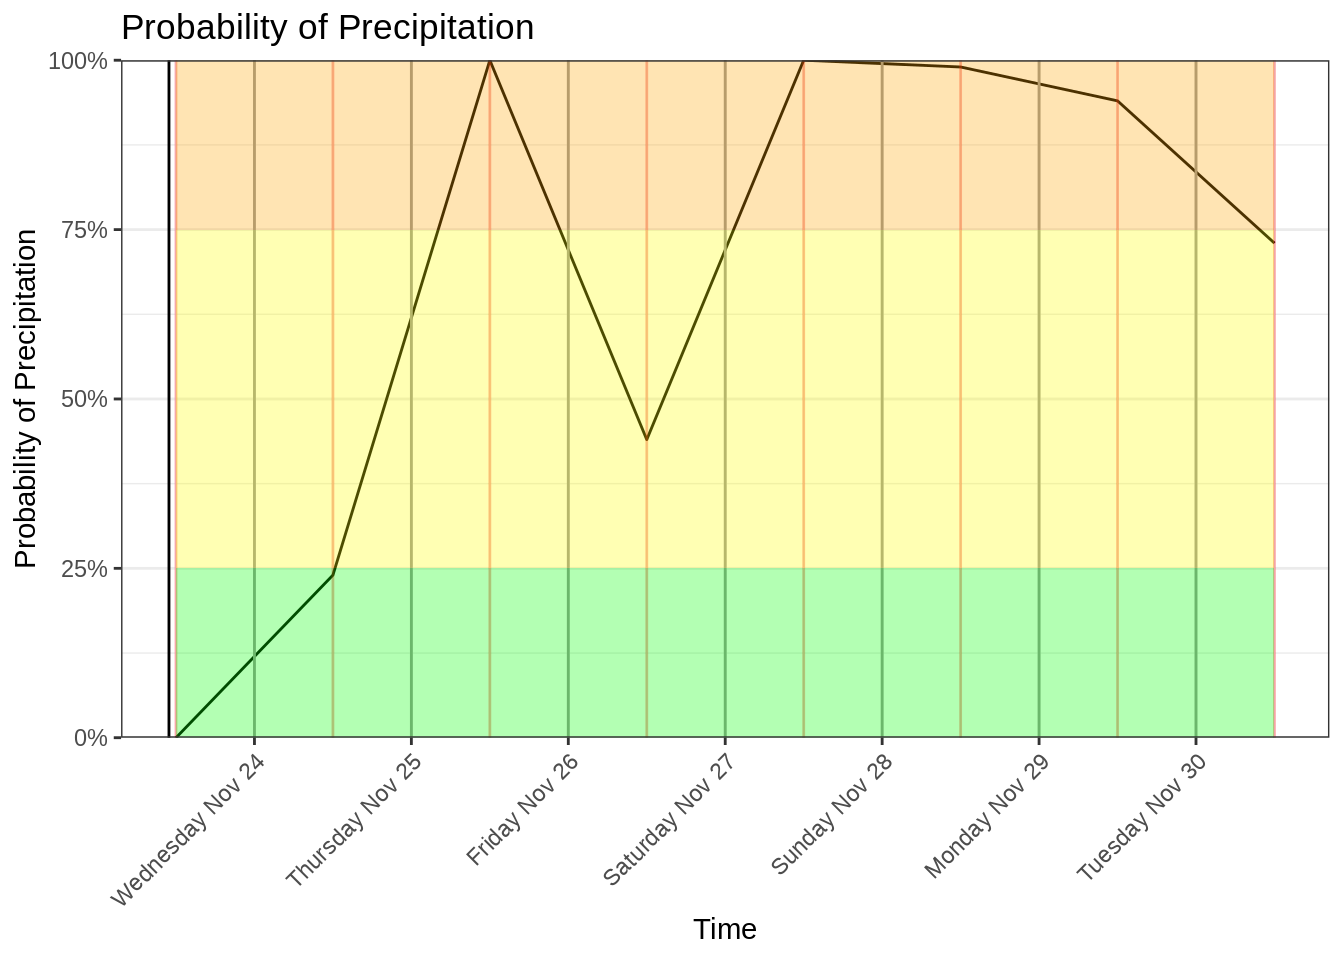 Probability of Precipitation
Probability of Precipitation
100%
75%
50%
25%
0%
Wednesday Nov 24
Thursday Nov 25
Friday Nov 26
Saturday Nov 27
Sunday Nov 28
Monday Nov 29
Tuesday Nov 30
Time